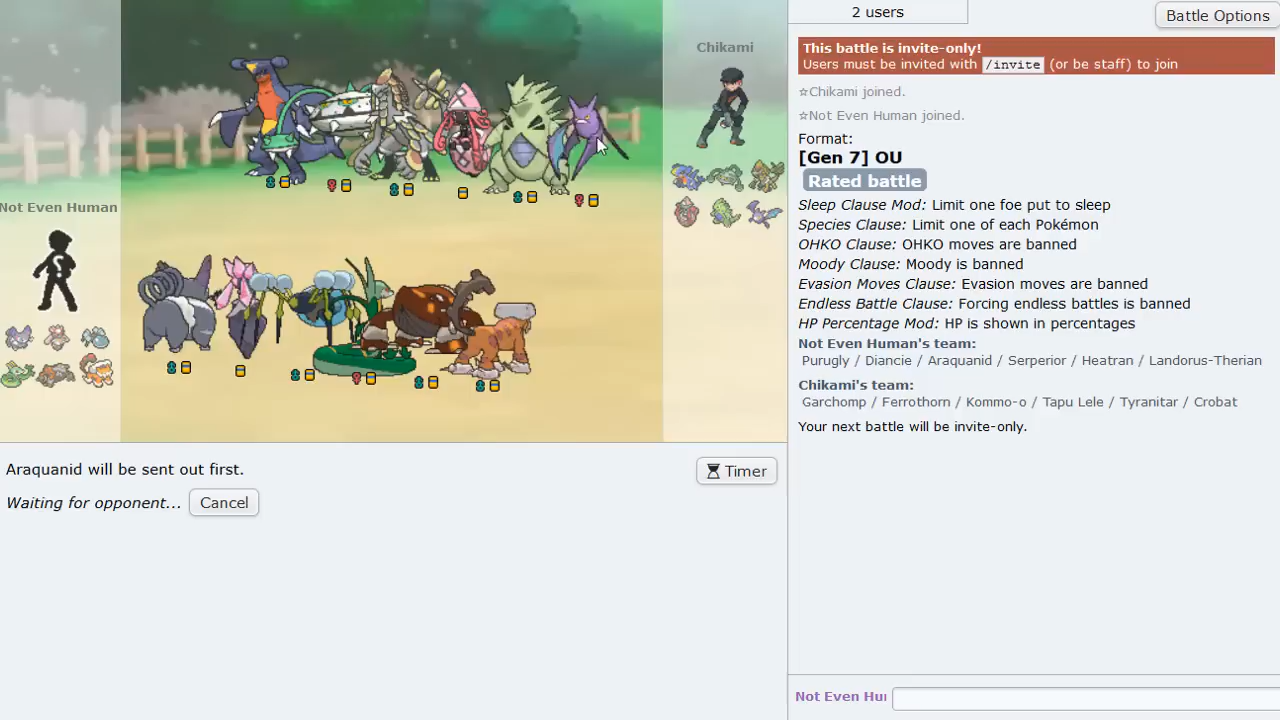 2 users
Battle Options
This battle is invite-only!
Users must be invited with /invite (or be staff) to join
☆Chikami joined.
☆Not Even Human joined.
Format:
[Gen 7] OU
Rated battle
Sleep Clause Mod: Limit one foe put to sleep
Species Clause: Limit one of each Pokémon
OHKO Clause: OHKO moves are banned
Moody Clause: Moody is banned
Evasion Moves Clause: Evasion moves are banned
Endless Battle Clause: Forcing endless battles is banned
HP Percentage Mod: HP is shown in percentages
Not Even Human's team:
Purugly / Diancie / Araquanid / Serperior / Heatran / Landorus-Therian
Chikami's team:
Garchomp / Ferrothorn / Kommo-o / Tapu Lele / Tyranitar / Crobat
Your next battle will be invite-only.
Chikami
Not Even Human
Araquanid will be sent out first.
Timer
Waiting for opponent...
Cancel
Not Even Hu